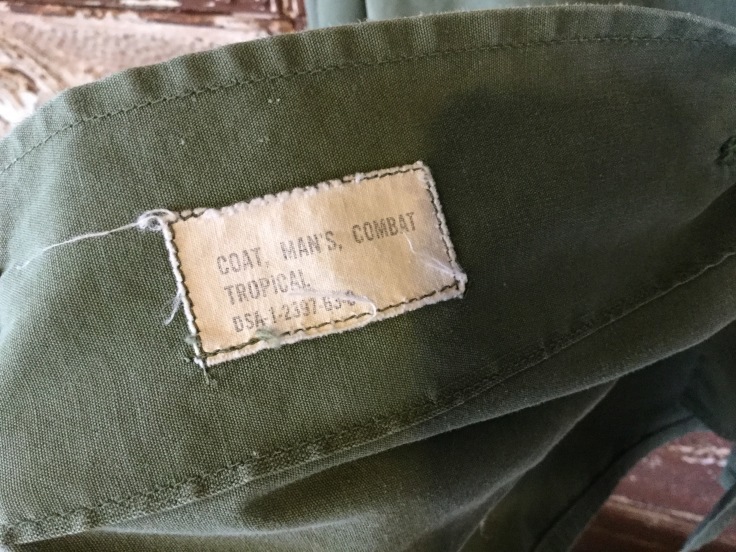 COAT, MAN'S, COMBAT
TROPICAL
DSA-1-2397-63-C